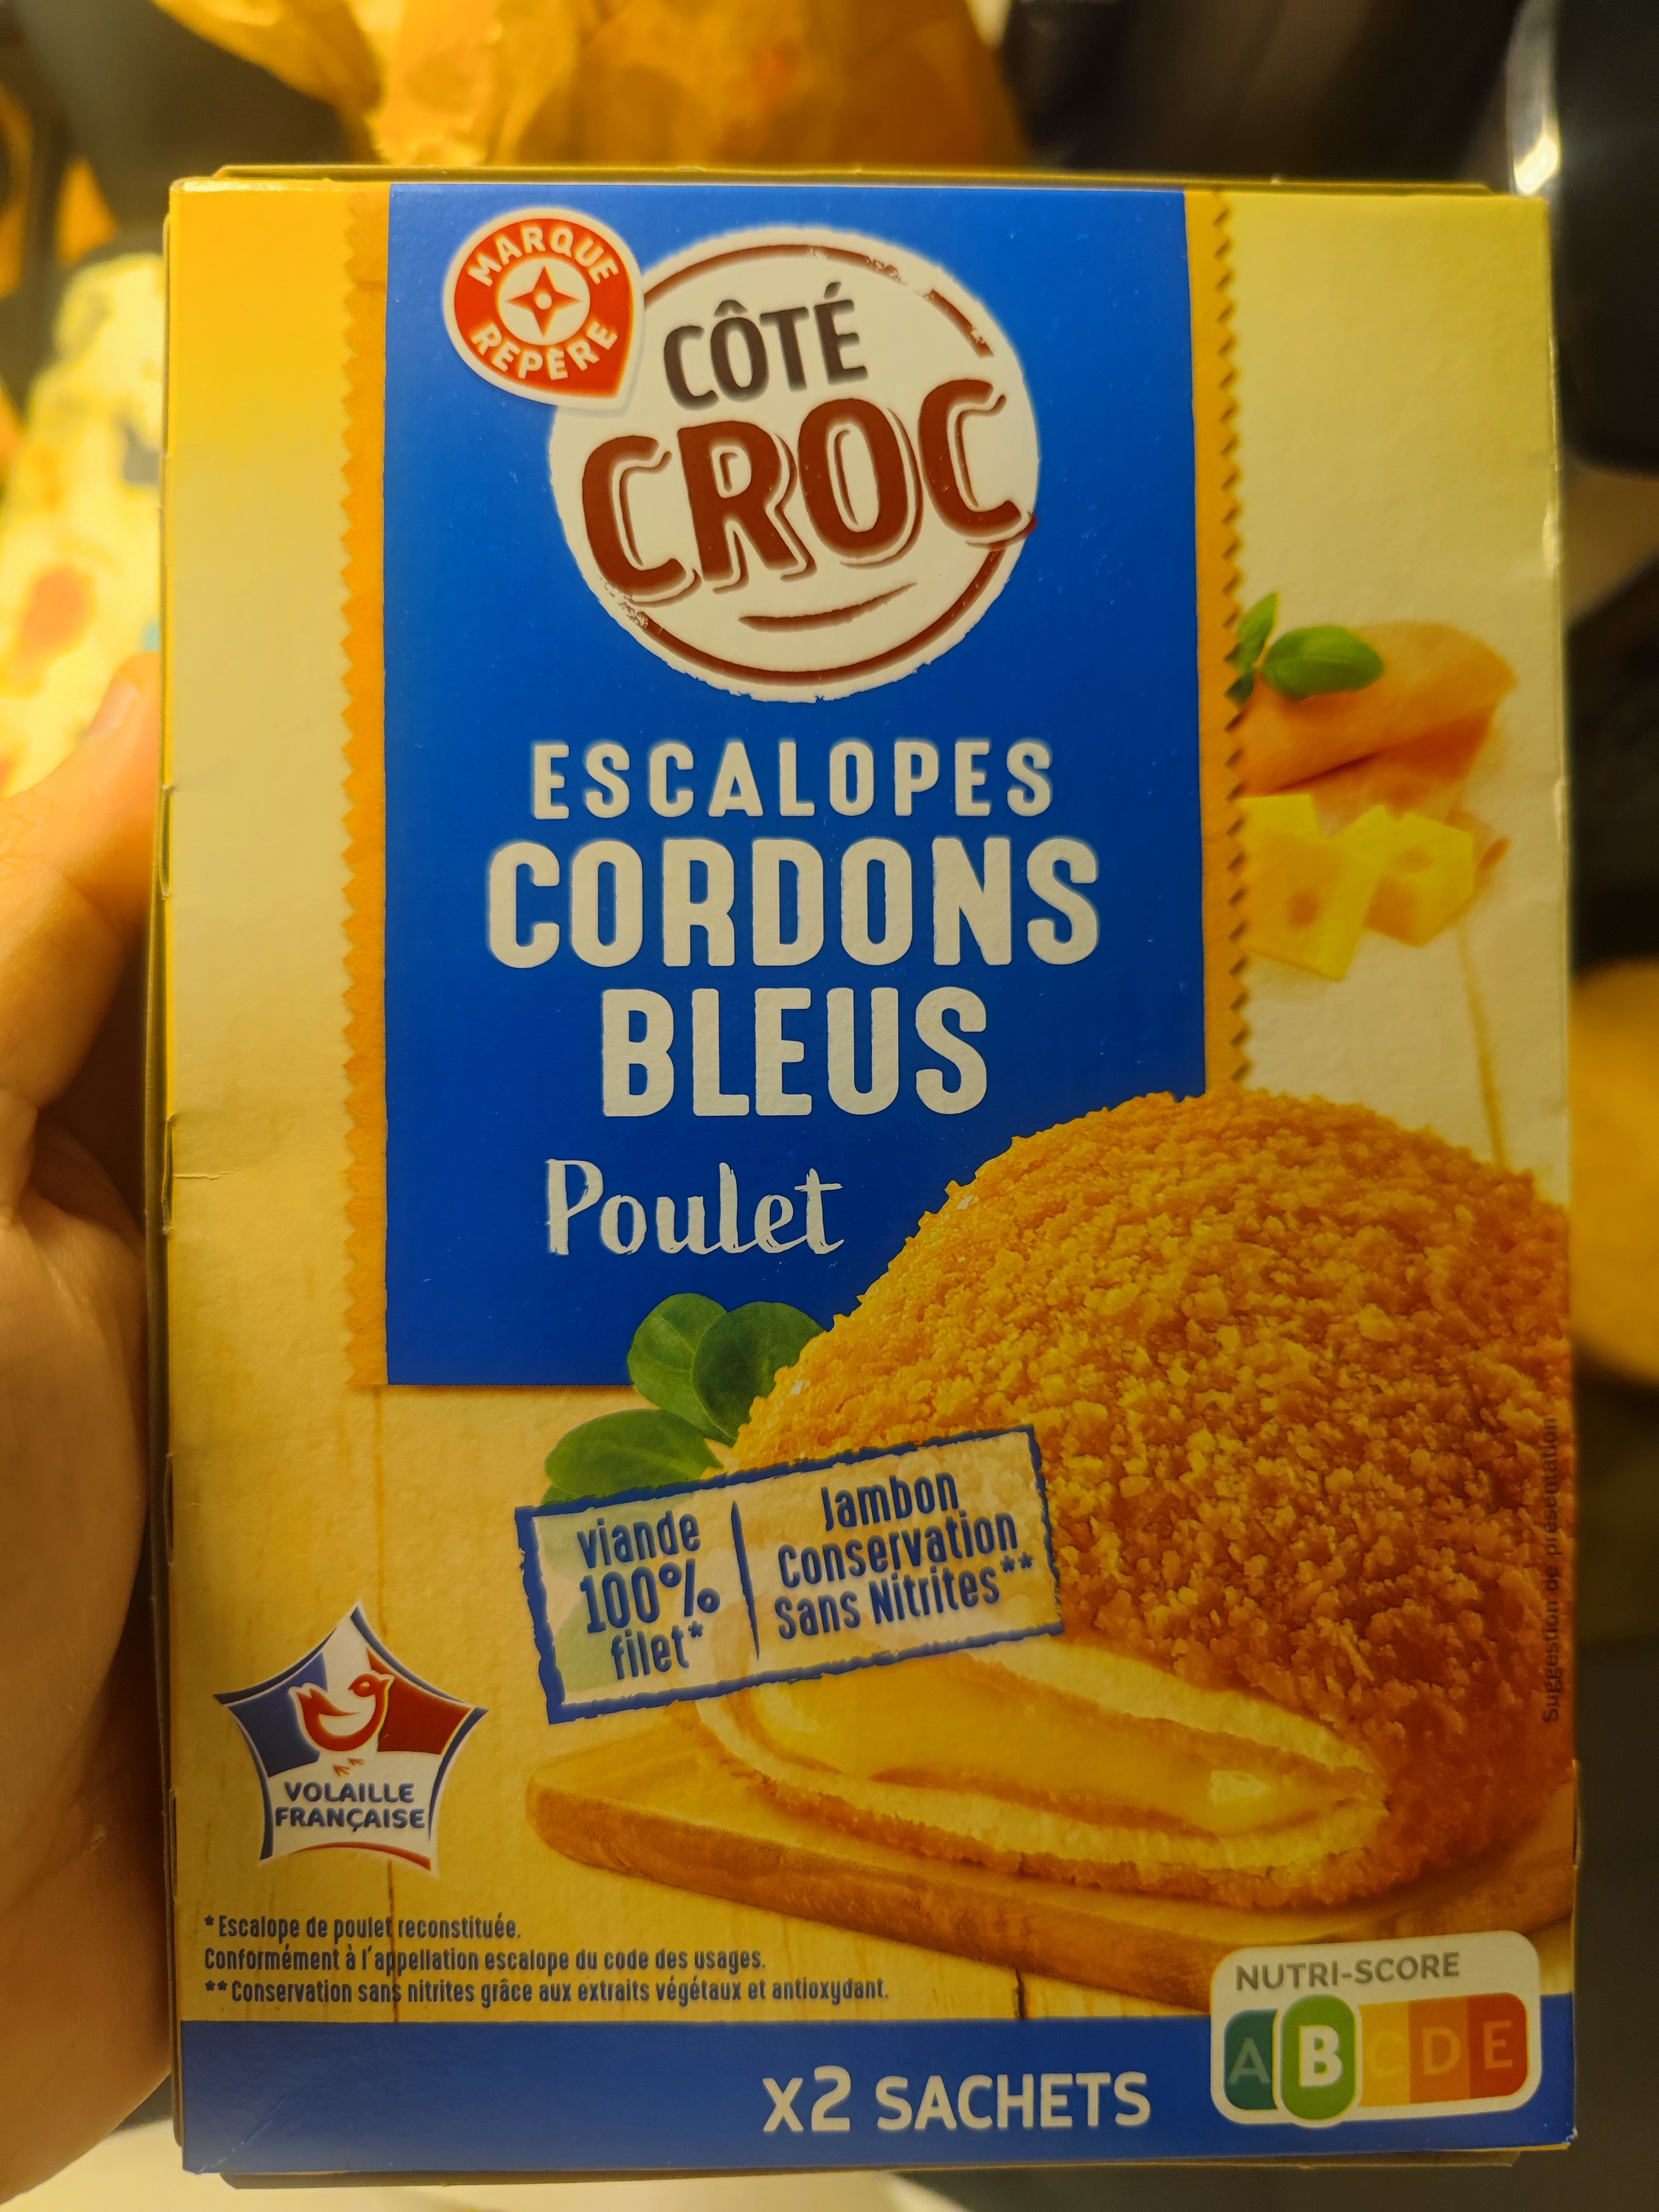 MARQUE
REPÈRE
CÔTÉ
CROC
ESCALOPES
CORDONS
BLEUS
Poulet
viande
100%
filet*
Jambon
Conservation
Sans Nitrites**
VOLAILLE
FRANÇAISE
Suggestion de présentation
*Escalope de poulet reconstituée.
Conformément à l'appellation escalope du code des usages.
**Conservation sans nitrites grâce aux extraits végétaux et antioxydant.
NUTRI-SCORE
A B C D E
x2 SACHETS